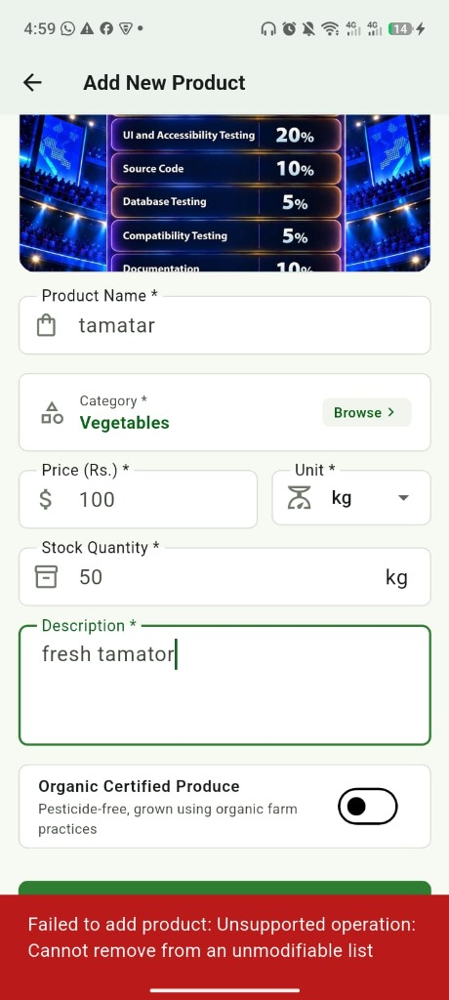 4:59
4G 4G 14
Add New Product
UI and Accessibility Testing 20%
Source Code 10%
Database Testing 5%
Compatibility Testing 5%
Documentation 10%
Product Name *
tamatar
Category *
Vegetables
Browse >
Price (Rs.) *
$ 100
Unit *
kg
Stock Quantity *
50 kg
Description *
fresh tamator
Organic Certified Produce
Pesticide-free, grown using organic farm
practices
Failed to add product: Unsupported operation:
Cannot remove from an unmodifiable list